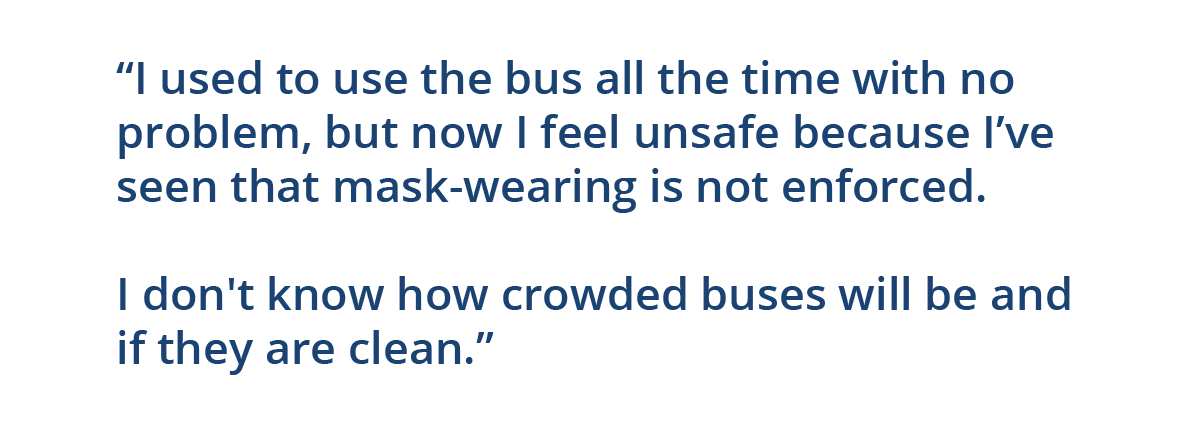 “I used to use the bus all the time with no
problem, but now I feel unsafe because I’ve
seen that mask-wearing is not enforced.
I don't know how crowded buses will be and
if they are clean.”